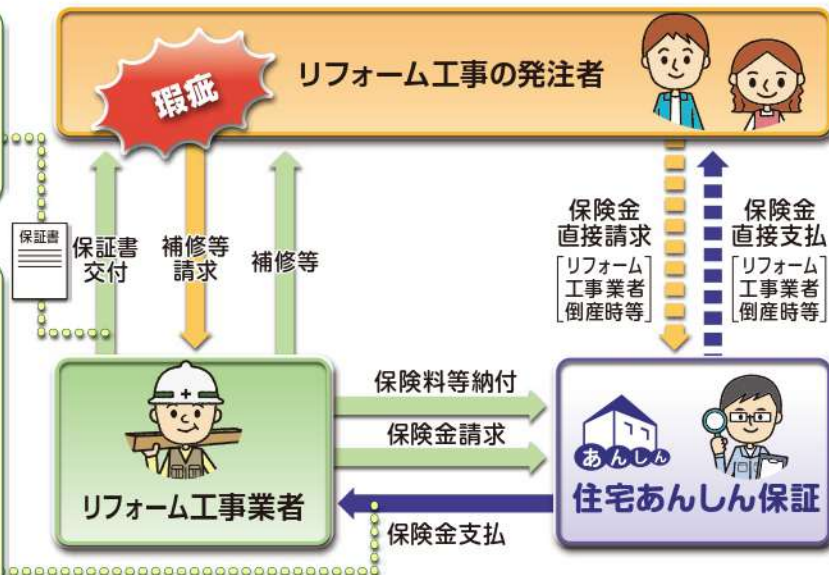 瑕疵
リフォーム工事の発注者
保証書
保証書
交付
補修等
請求
補修等
保険金
直接請求
[リフォーム
工事業者
倒産時等]
保険金
直接支払
[リフォーム
工事業者
倒産時等]
保険料等納付
保険金請求
保険金支払
リフォーム工事業者
あんしん
住宅あんしん保証